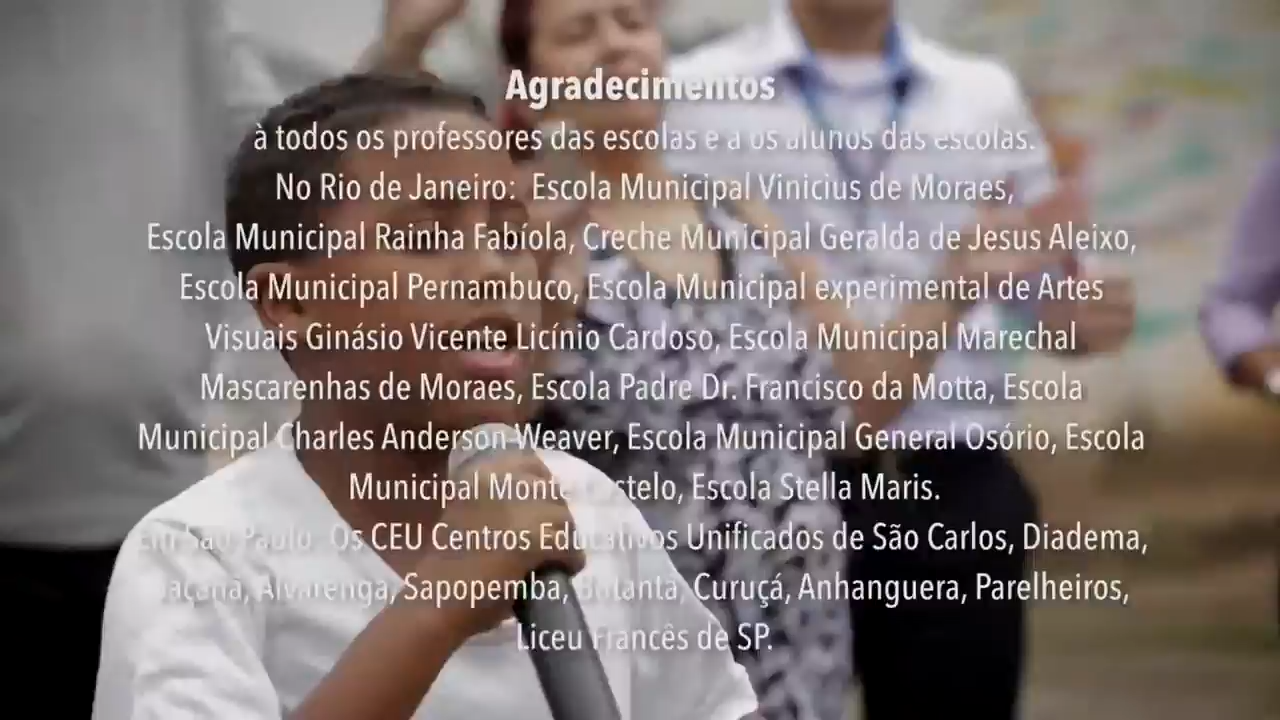 Agradecimentos
à todos os professores das escolas e a os alunos das escolas.
No Rio de Janeiro: Escola Municipal Vinicius de Moraes,
Escola Municipal Rainha Fabíola, Creche Municipal Geralda de Jesus Aleixo,
Escola Municipal Pernambuco, Escola Municipal experimental de Artes
Visuais Ginásio Vicente Licínio Cardoso, Escola Municipal Marechal
Mascarenhas de Moraes, Escola Padre Dr. Francisco da Motta, Escola
Municipal Charles Anderson Weaver, Escola Municipal General Osório, Escola
Municipal Monte Castelo, Escola Stella Maris.
Em São Paulo: Os CEU Centros Educativos Unificados de São Carlos, Diadema,
Alvarenga, Sapopemba, Butantã, Curuçá, Anhanguera, Parelheiros,
Liceu Francês de SP.